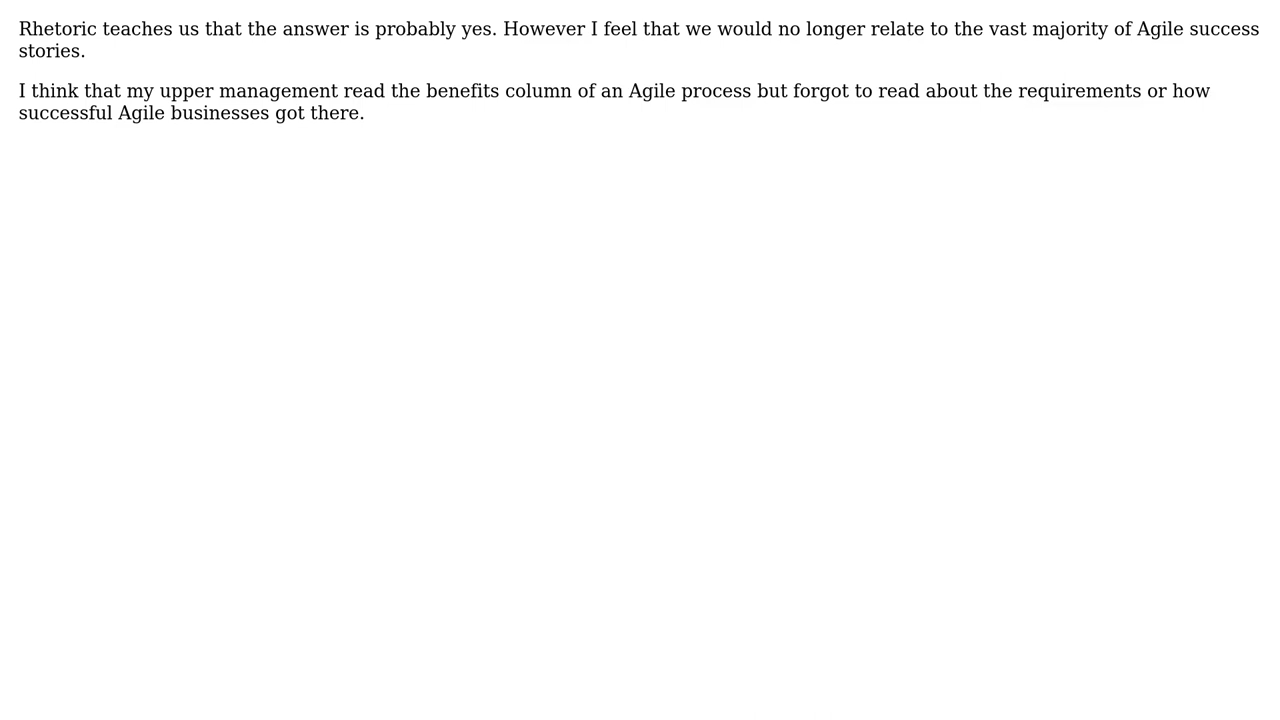 Rhetoric teaches us that the answer is probably yes. However I feel that we would no longer relate to the vast majority of Agile success
stories.
I think that my upper management read the benefits column of an Agile process but forgot to read about the requirements or how
successful Agile businesses got there.